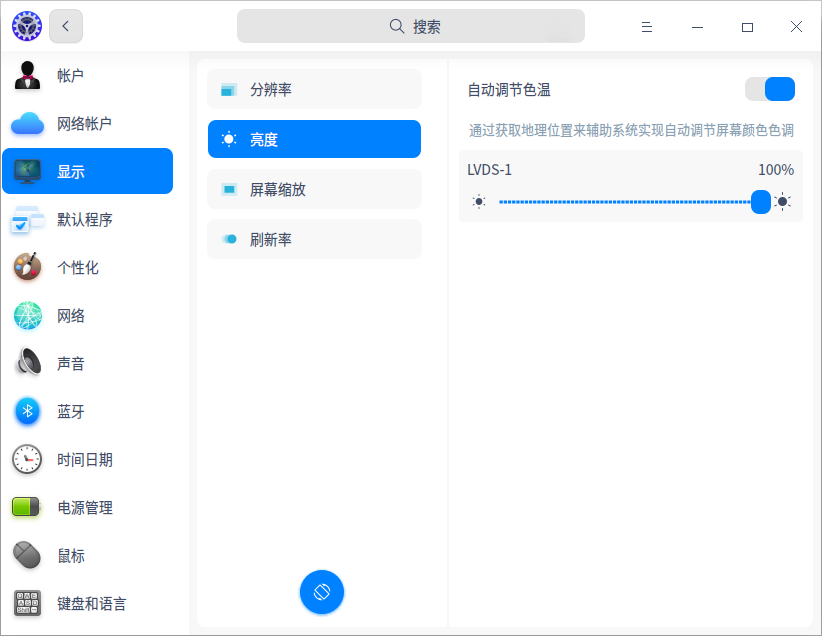 搜索
帐户
网络帐户
显示
默认程序
个性化
网络
声音
蓝牙
时间日期
电源管理
鼠标
键盘和语言
分辨率
亮度
屏幕缩放
刷新率
自动调节色温
通过获取地理位置来辅助系统实现自动调节屏幕颜色色调
LVDS-1 100%